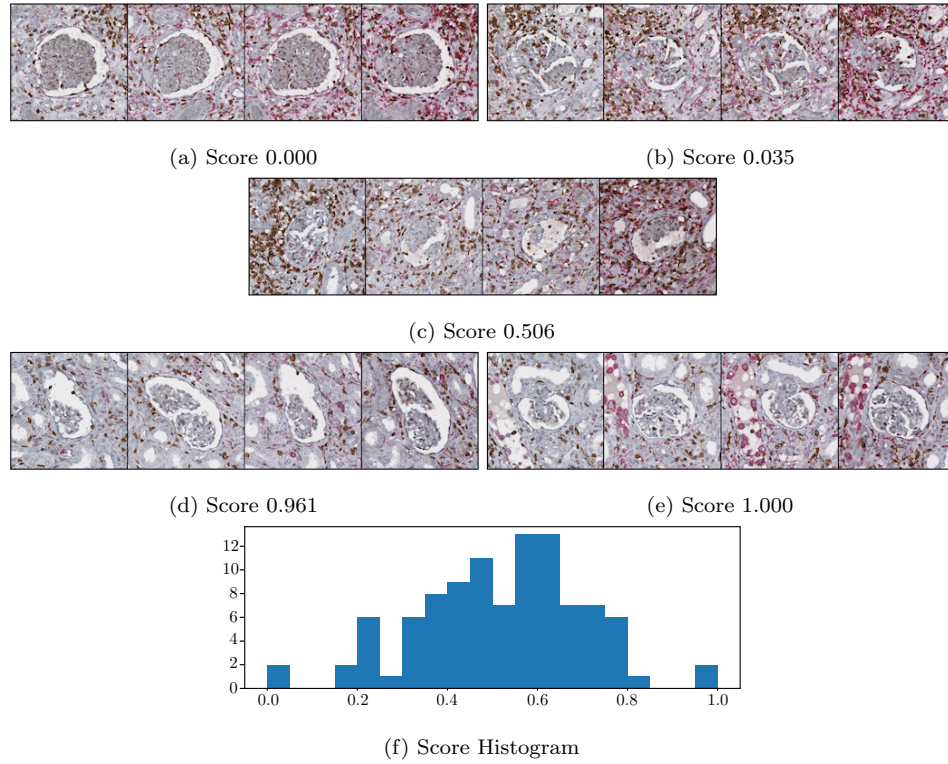 (a) Score 0.000
(b) Score 0.035
(c) Score 0.506
(d) Score 0.961
(e) Score 1.000
12
10
8
6
4
2
0
0.0 0.2 0.4 0.6 0.8 1.0
(f) Score Histogram